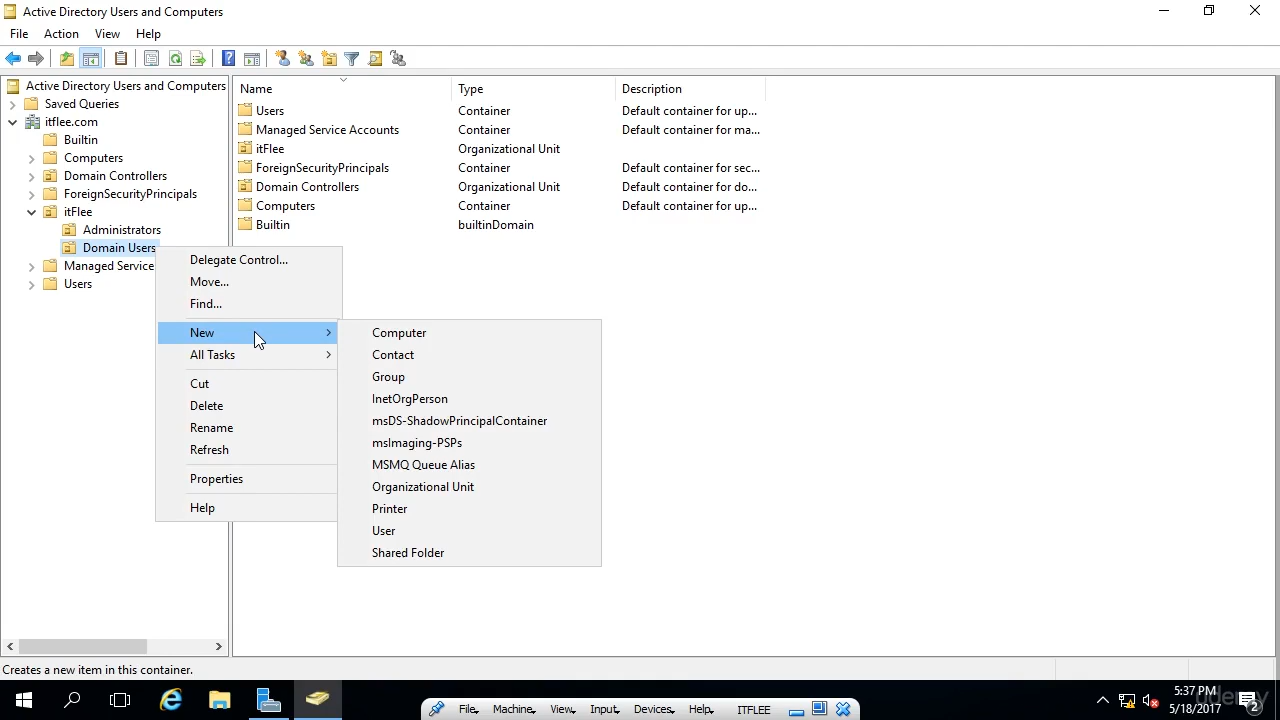 Active Directory Users and Computers
File Action View Help
Active Directory Users and Computers
Saved Queries
itflee.com
Builtin
Computers
Domain Controllers
ForeignSecurityPrincipals
itFlee
Administrators
Domain Users
Managed Service
Users
Name Type Description
Users Container Default container for up...
Managed Service Accounts Container Default container for ma...
itFlee Organizational Unit
ForeignSecurityPrincipals Container Default container for sec...
Domain Controllers Organizational Unit Default container for do...
Computers Container Default container for up...
Builtin builtinDomain
Delegate Control...
Move...
Find...
New
All Tasks
Cut
Delete
Rename
Refresh
Properties
Help
Computer
Contact
Group
InetOrgPerson
msDS-ShadowPrincipalContainer
msImaging-PSPs
MSMQ Queue Alias
Organizational Unit
Printer
User
Shared Folder
Creates a new item in this container.
File Machine View Input Devices Help ITFLEE
5:37 PM
5/18/2017
2
Udemy